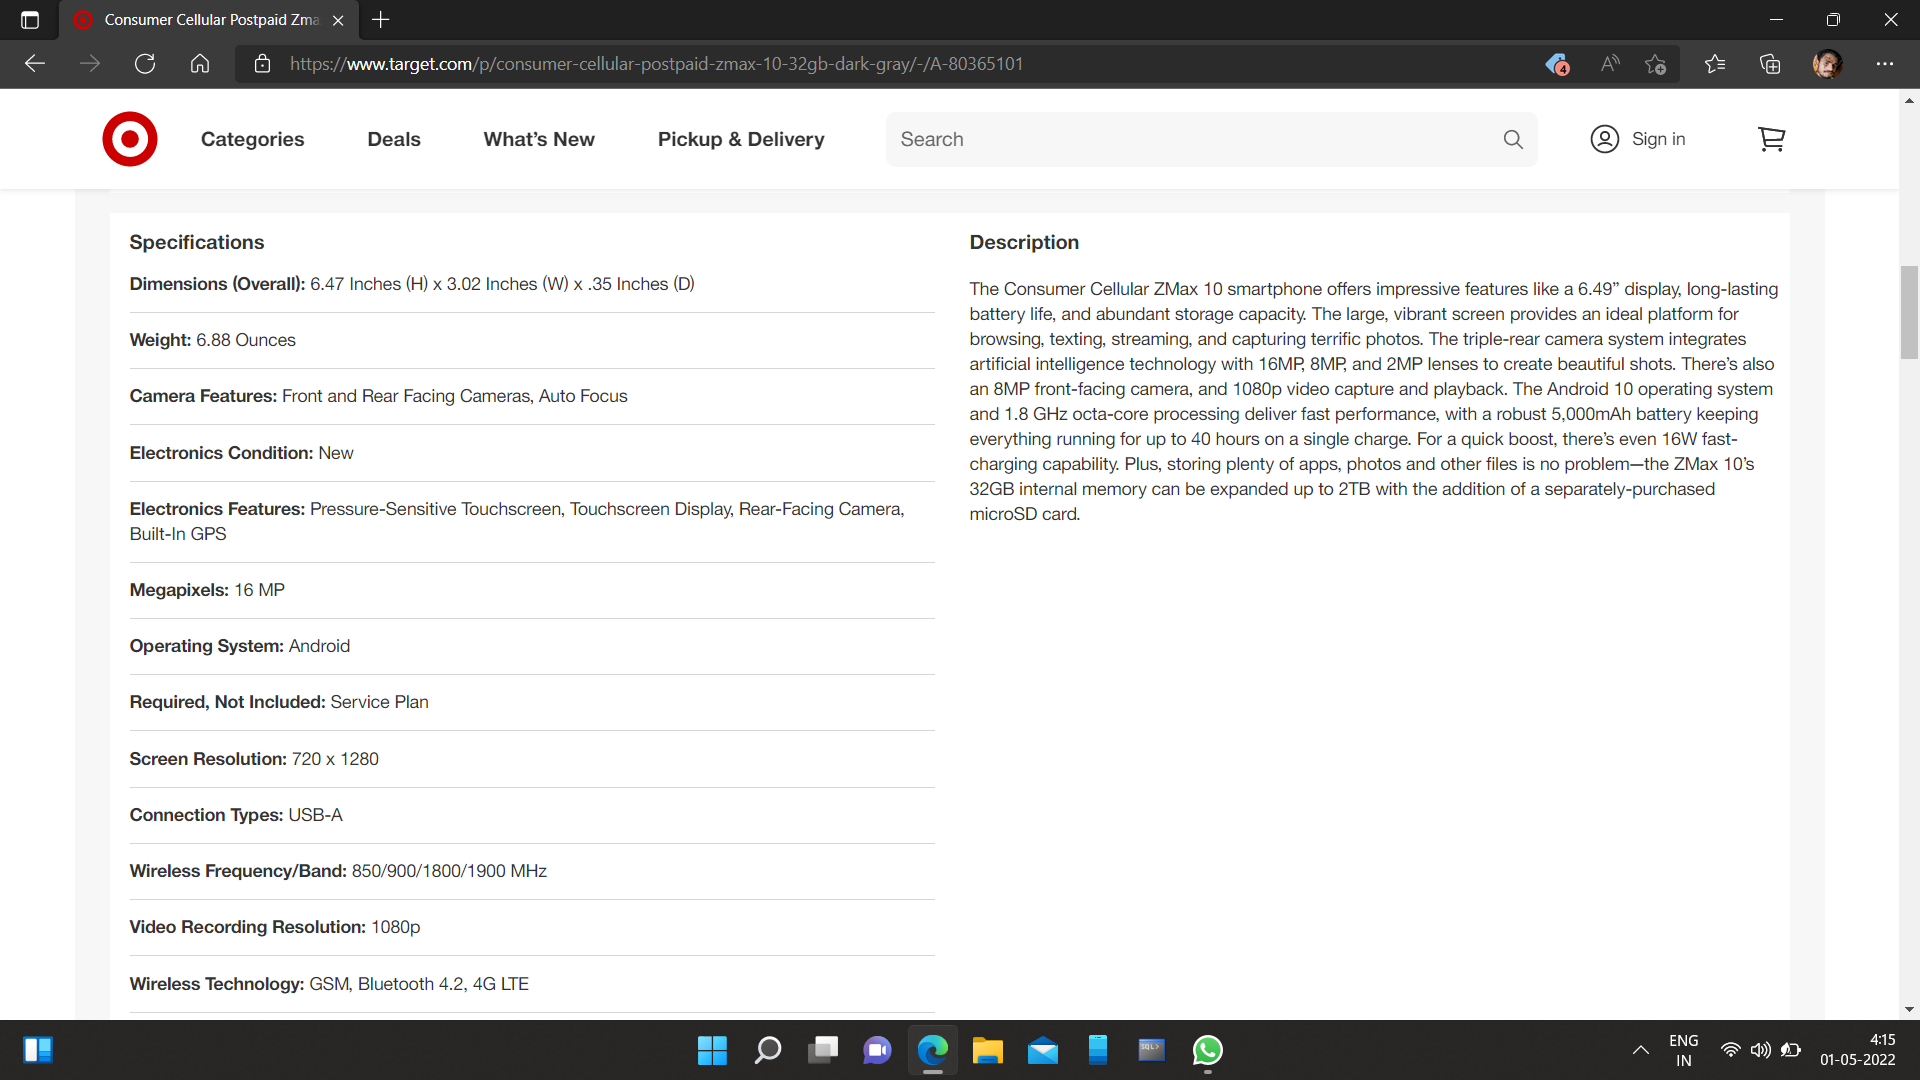 Consumer Cellular Postpaid Zma
https://www.target.com/p/consumer-cellular-postpaid-zmax-10-32gb-dark-gray/-/A-80365101
4
Categories
Deals
What's New
Pickup & Delivery
Search
Sign in
Specifications
Dimensions (Overall): 6.47 Inches (H) x 3.02 Inches (W) x .35 Inches (D)
Weight: 6.88 Ounces
Camera Features: Front and Rear Facing Cameras, Auto Focus
Electronics Condition: New
Electronics Features: Pressure-Sensitive Touchscreen, Touchscreen Display, Rear-Facing Camera,
Built-In GPS
Megapixels: 16 MP
Operating System: Android
Required, Not Included: Service Plan
Screen Resolution: 720 x 1280
Connection Types: USB-A
Wireless Frequency/Band: 850/900/1800/1900 MHz
Video Recording Resolution: 1080p
Wireless Technology: GSM, Bluetooth 4.2, 4G LTE
Description
The Consumer Cellular ZMax 10 smartphone offers impressive features like a 6.49” display, long-lasting
battery life, and abundant storage capacity. The large, vibrant screen provides an ideal platform for
browsing, texting, streaming, and capturing terrific photos. The triple-rear camera system integrates
artificial intelligence technology with 16MP, 8MP, and 2MP lenses to create beautiful shots. There’s also
an 8MP front-facing camera, and 1080p video capture and playback. The Android 10 operating system
and 1.8 GHz octa-core processing deliver fast performance, with a robust 5,000mAh battery keeping
everything running for up to 40 hours on a single charge. For a quick boost, there’s even 16W fast-
charging capability. Plus, storing plenty of apps, photos and other files is no problem—the ZMax 10’s
32GB internal memory can be expanded up to 2TB with the addition of a separately-purchased
microSD card.
SQL>
ENG
IN
4:15
01-05-2022